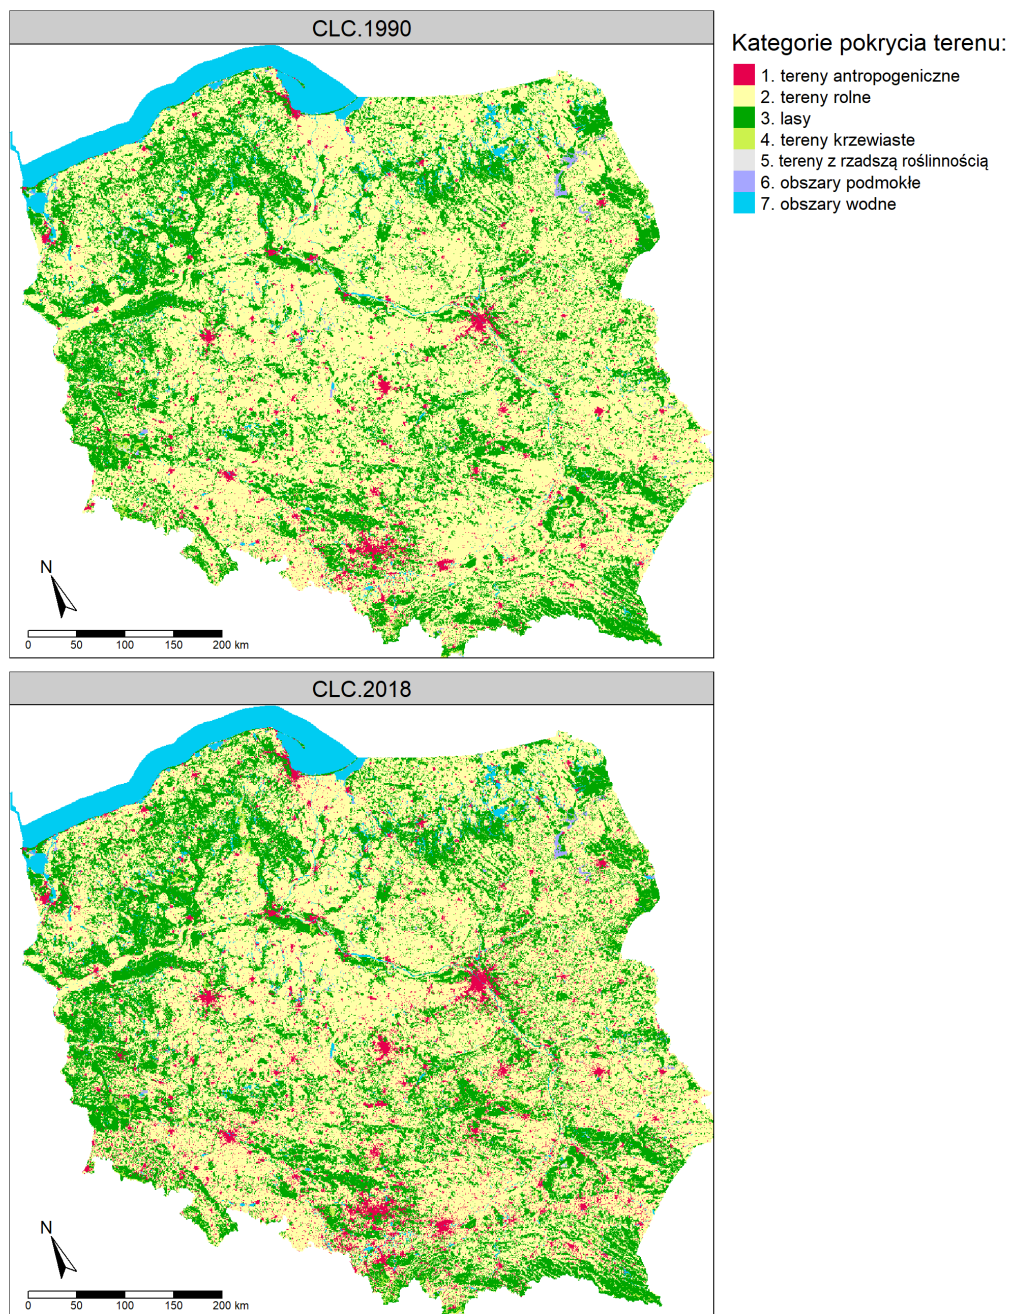 CLC.1990
Kategorie pokrycia terenu:
1. tereny antropogeniczne
2. tereny rolne
3. lasy
4. tereny krzewiaste
5. tereny z rzadszą roślinnością
6. obszary podmokłe
7. obszary wodne
N
0 50 100 150 200 km
CLC.2018
N
0 50 100 150 200 km